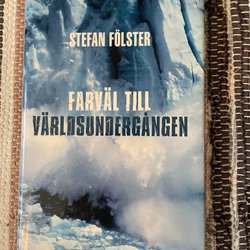 STEFAN FÖLSTER
FARVÄL TILL
VÄRLDSUNDERGÅNGEN